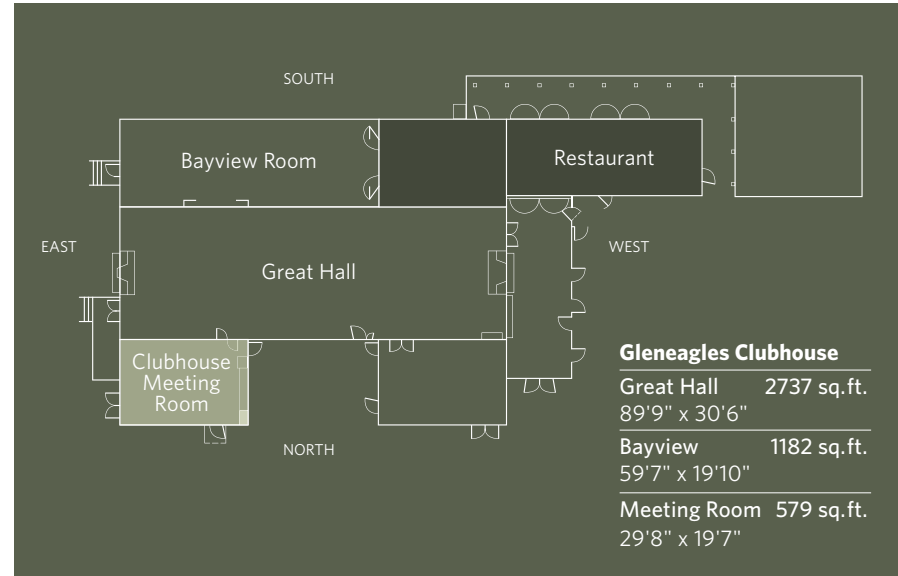 SOUTH
Bayview Room
Restaurant
EAST
WEST
Great Hall
Clubhouse
Meeting
Room
NORTH
Gleneagles Clubhouse
Great Hall 2737 sq.ft.
89'9" x 30'6"
Bayview 1182 sq.ft.
59'7" x 19'10"
Meeting Room 579 sq.ft.
29'8" x 19'7"